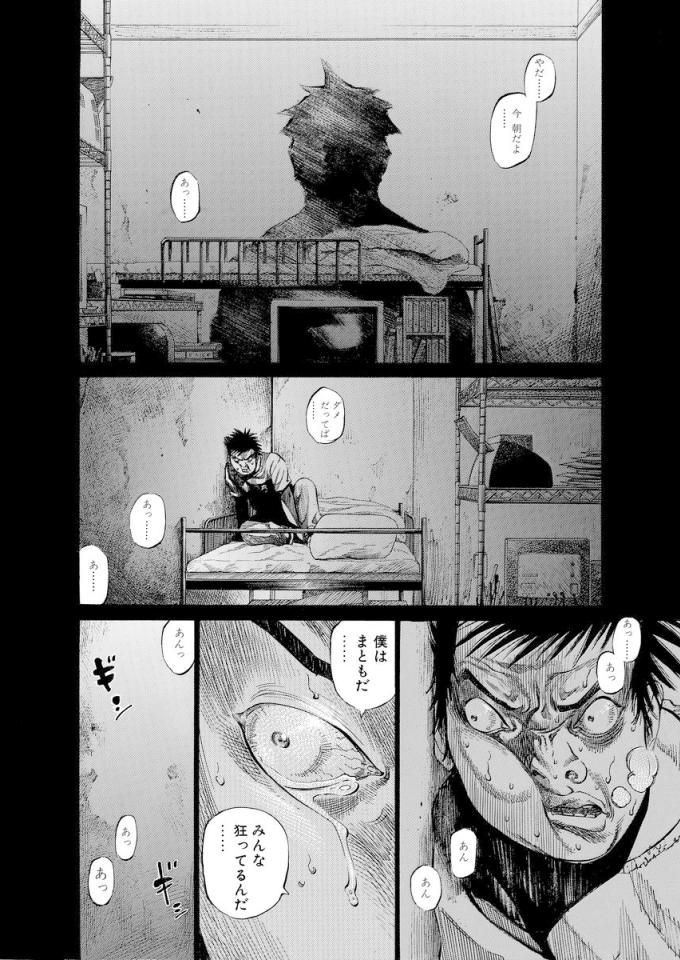 やだ……
今 朝だよ
……
あっ……
ダメ
だってば
……
あっ……
あ……
あっ……
あっ
あん
あん
僕は
まともだ
……
みんな
狂ってるんだ
……
あんっ
ギシ
あっ
あっ
ギシ